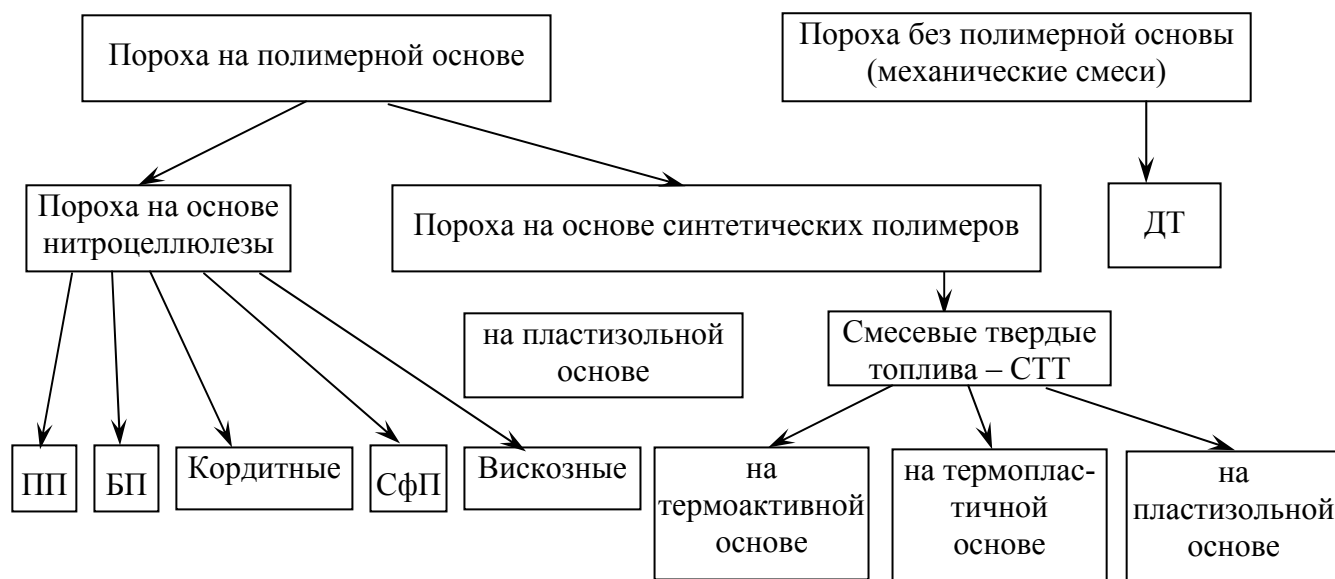 Пороха на полимерной основе
Пороха без полимерной основы
(механические смеси)
Пороха на основе
нитроцеллюлезы
Пороха на основе синтетических полимеров
ДТ
на пластизольной
основе
Смесевые твердые
топлива – СТТ
ПП
БП
Кордитные
СфП
Вискозные
на
термоактивной
основе
на термоплас-
тичной
основе
на
пластизольной
основе